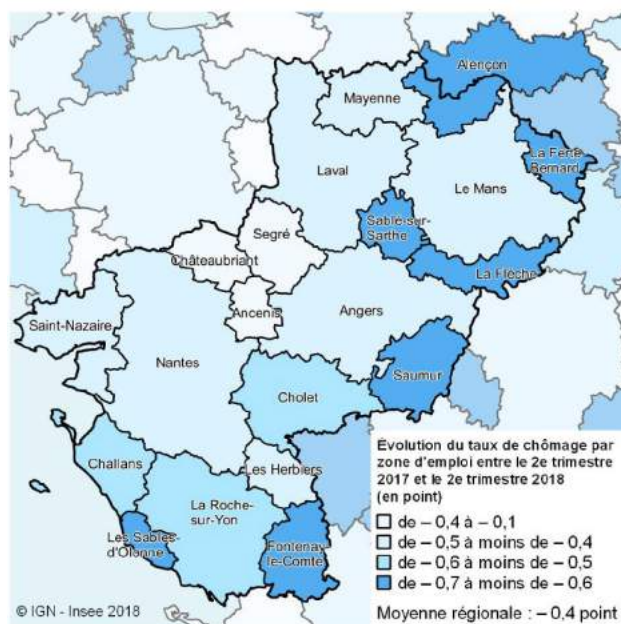 Alençon
Mayenne
La Ferté-
Bernard
Laval
Le Mans
Sablé-sur-
Sarthe
Segré
Châteaubriant
La Flèche
Ancenis
Angers
Saint-Nazaire
Nantes
Saumur
Cholet
Challans
Les Herbiers
La Roche-
sur-Yon
Les Sables-
d'Olonne
Fontenay-
le-Comte
Évolution du taux de chômage par
zone d'emploi entre le 2e trimestre
2017 et le 2e trimestre 2018
(en point)
de – 0,4 à – 0,1
de – 0,5 à moins de – 0,4
de – 0,6 à moins de – 0,5
de – 0,7 à moins de – 0,6
Moyenne régionale : – 0,4 point
© IGN - Insee 2018